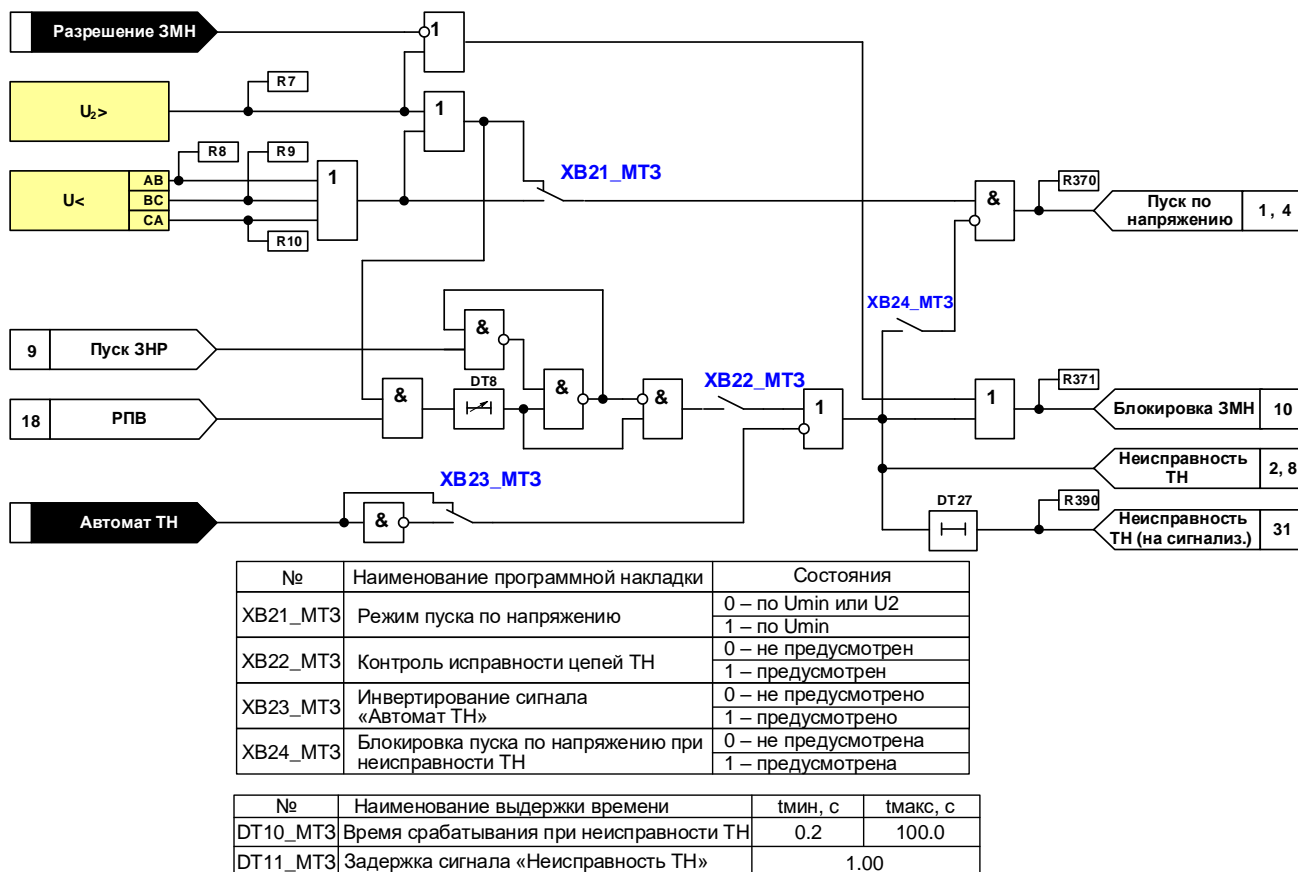 Разрешение ЗМН
1
R7
U2>
1
R8
R9
XB21_МТЗ
U<
AB
BC
CA
1
R10
&
R370
Пуск по напряжению
1, 4
XB24_МТЗ
9
Пуск ЗНР
&
DT8
&
&
&
XB22_МТЗ
1
1
R371
Блокировка ЗМН
10
18
РПВ
Неисправность ТН
2, 8
XB23_МТЗ
Автомат ТН
&
DT27
R390
Неисправность ТН (на сигнализ.)
31
№ Наименование программной накладки Состояния
XB21_МТЗ Режим пуска по напряжению 0 – по Umin или U2
1 – по Umin
XB22_МТЗ Контроль исправности цепей ТН 0 – не предусмотрен
1 – предусмотрен
XB23_МТЗ Инвертирование сигнала «Автомат ТН» 0 – не предусмотрено
1 – предусмотрено
XB24_МТЗ Блокировка пуска по напряжению при неисправности ТН 0 – не предусмотрена
1 – предусмотрена
№ Наименование выдержки времени tмин, с tмакс, с
DT10_МТЗ Время срабатывания при неисправности ТН 0.2 100.0
DT11_МТЗ Задержка сигнала «Неисправность ТН» 1.00